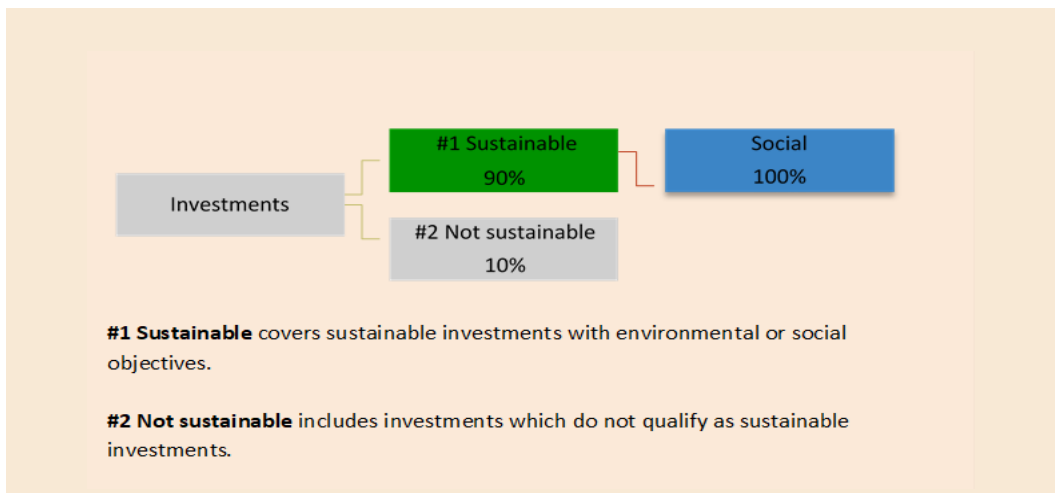 #1 Sustainable
90%
Social
100%
Investments
#2 Not sustainable
10%
#1 Sustainable covers sustainable investments with environmental or social
objectives.
#2 Not sustainable includes investments which do not qualify as sustainable
investments.